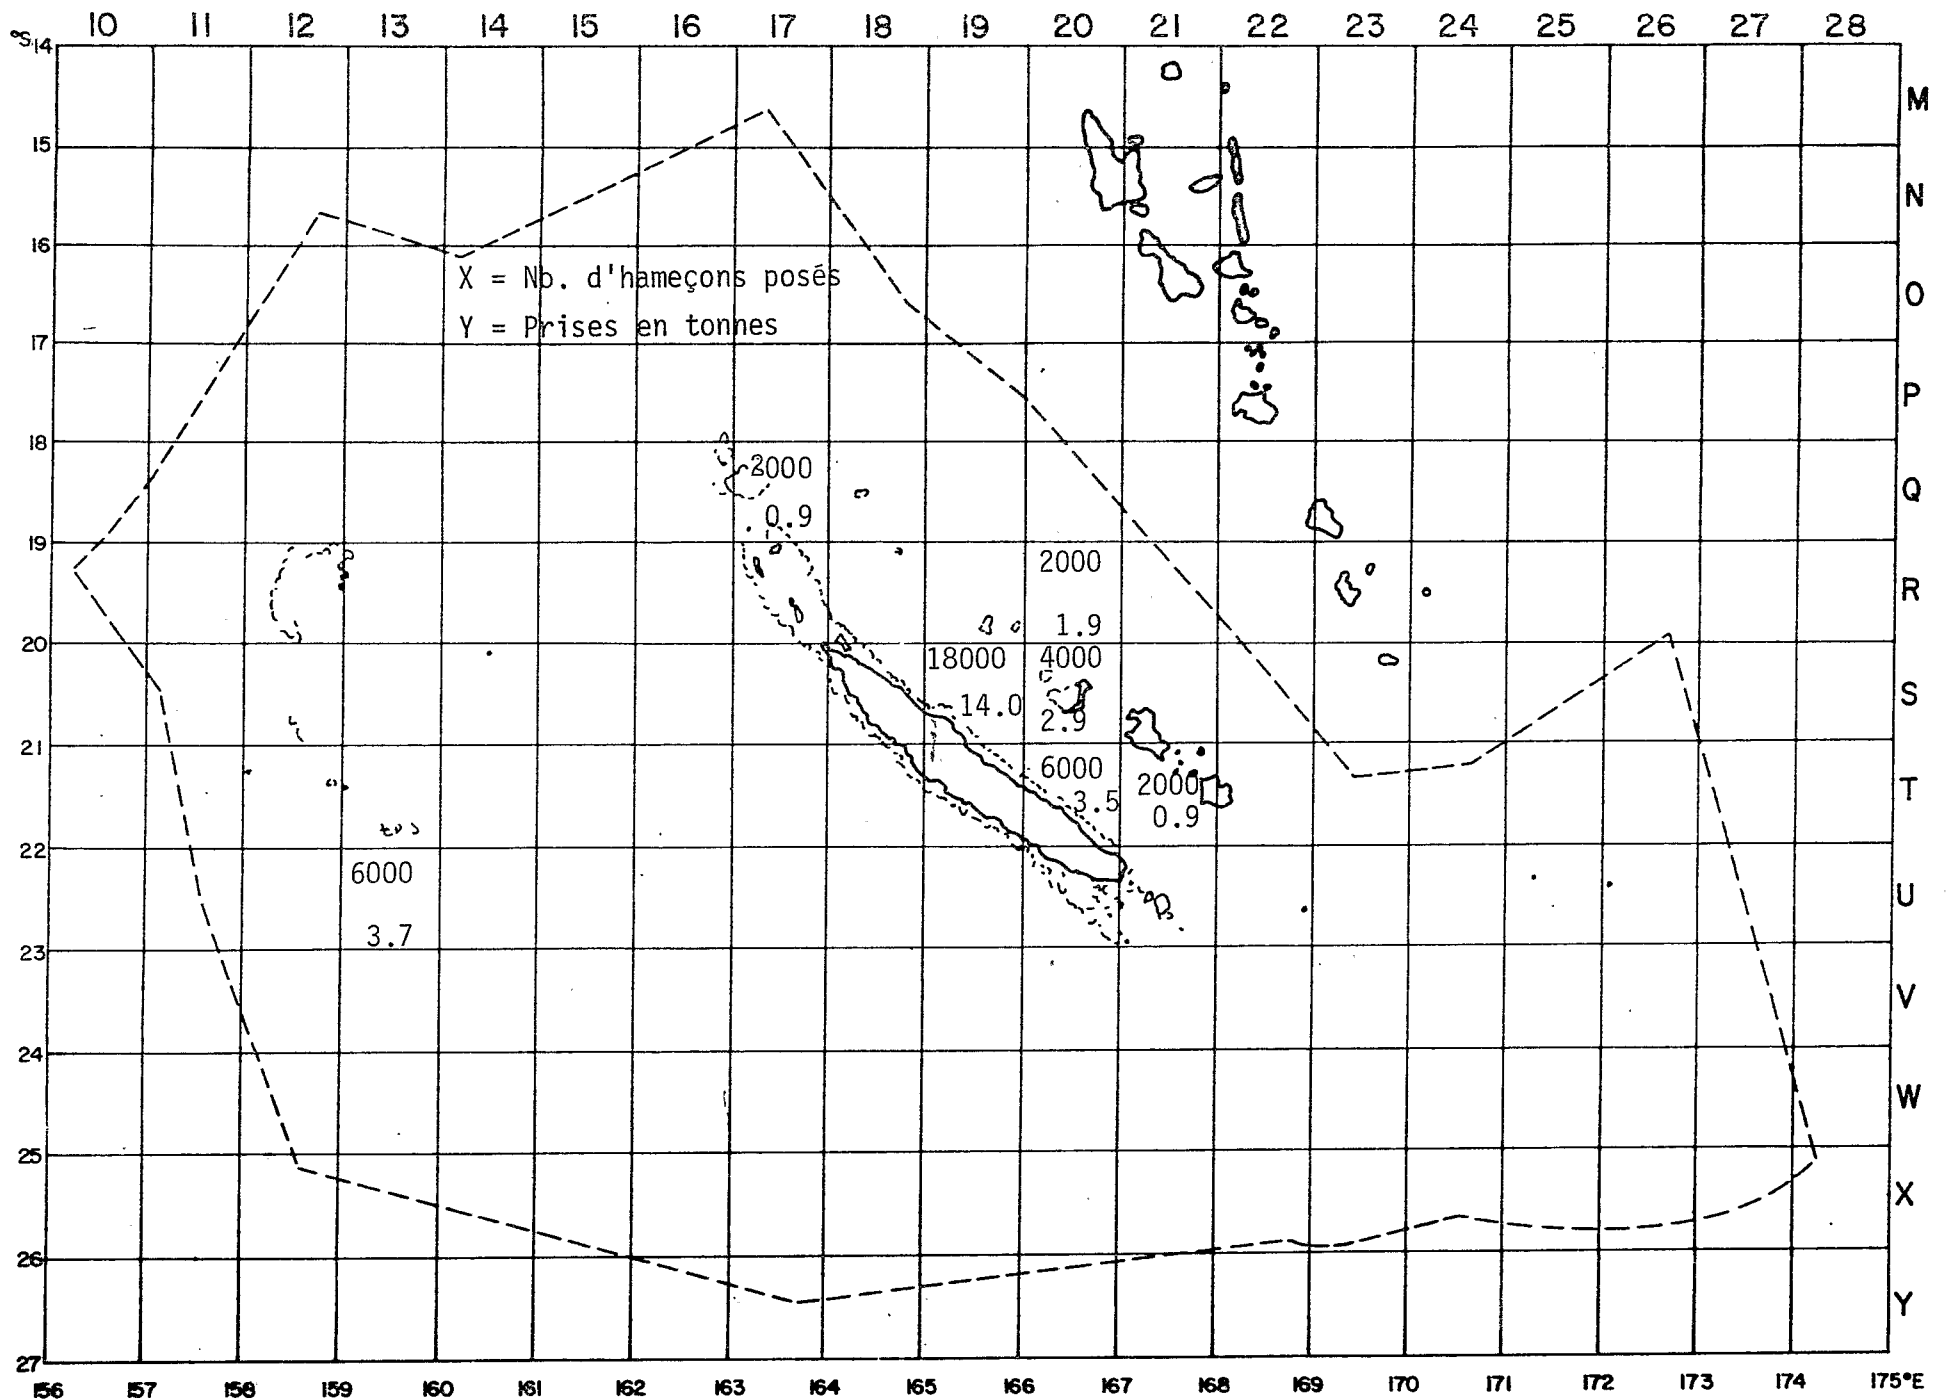 10 11 12 13 14 15 16 17 18 19 20 21 22 23 24 25 26 27 28
°S 14
M
15
N
16
X = Nb. d'hameçons posés
O
Y = Prises en tonnes
17
P
18
2000
Q
0.9
19
2000
R
1.9
20
18000 4000
S
14.0 2.9
21
6000 2000
T
3.5 0.9
22
6000
U
3.7
23
V
24
W
25
X
26
Y
27
156 157 158 159 160 161 162 163 164 165 166 167 168 169 170 171 172 173 174 175°E